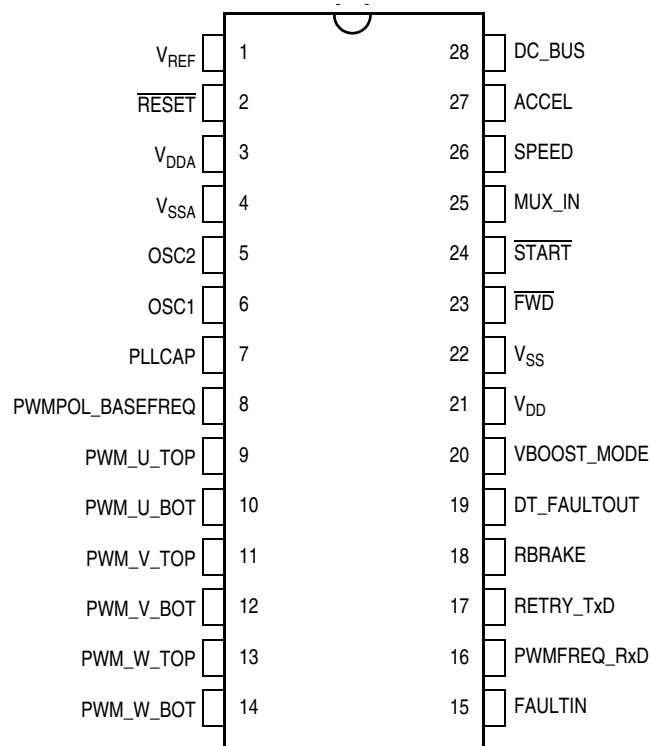 V_REF 1 28 DC_BUS
RESET 2 27 ACCEL
V_DDA 3 26 SPEED
V_SSA 4 25 MUX_IN
OSC2 5 24 START
OSC1 6 23 FWD
PLLCAP 7 22 V_SS
PWMPOL_BASEFREQ 8 21 V_DD
PWM_U_TOP 9 20 VBOOST_MODE
PWM_U_BOT 10 19 DT_FAULTOUT
PWM_V_TOP 11 18 RBRAKE
PWM_V_BOT 12 17 RETRY_TxD
PWM_W_TOP 13 16 PWMFREQ_RxD
PWM_W_BOT 14 15 FAULTIN